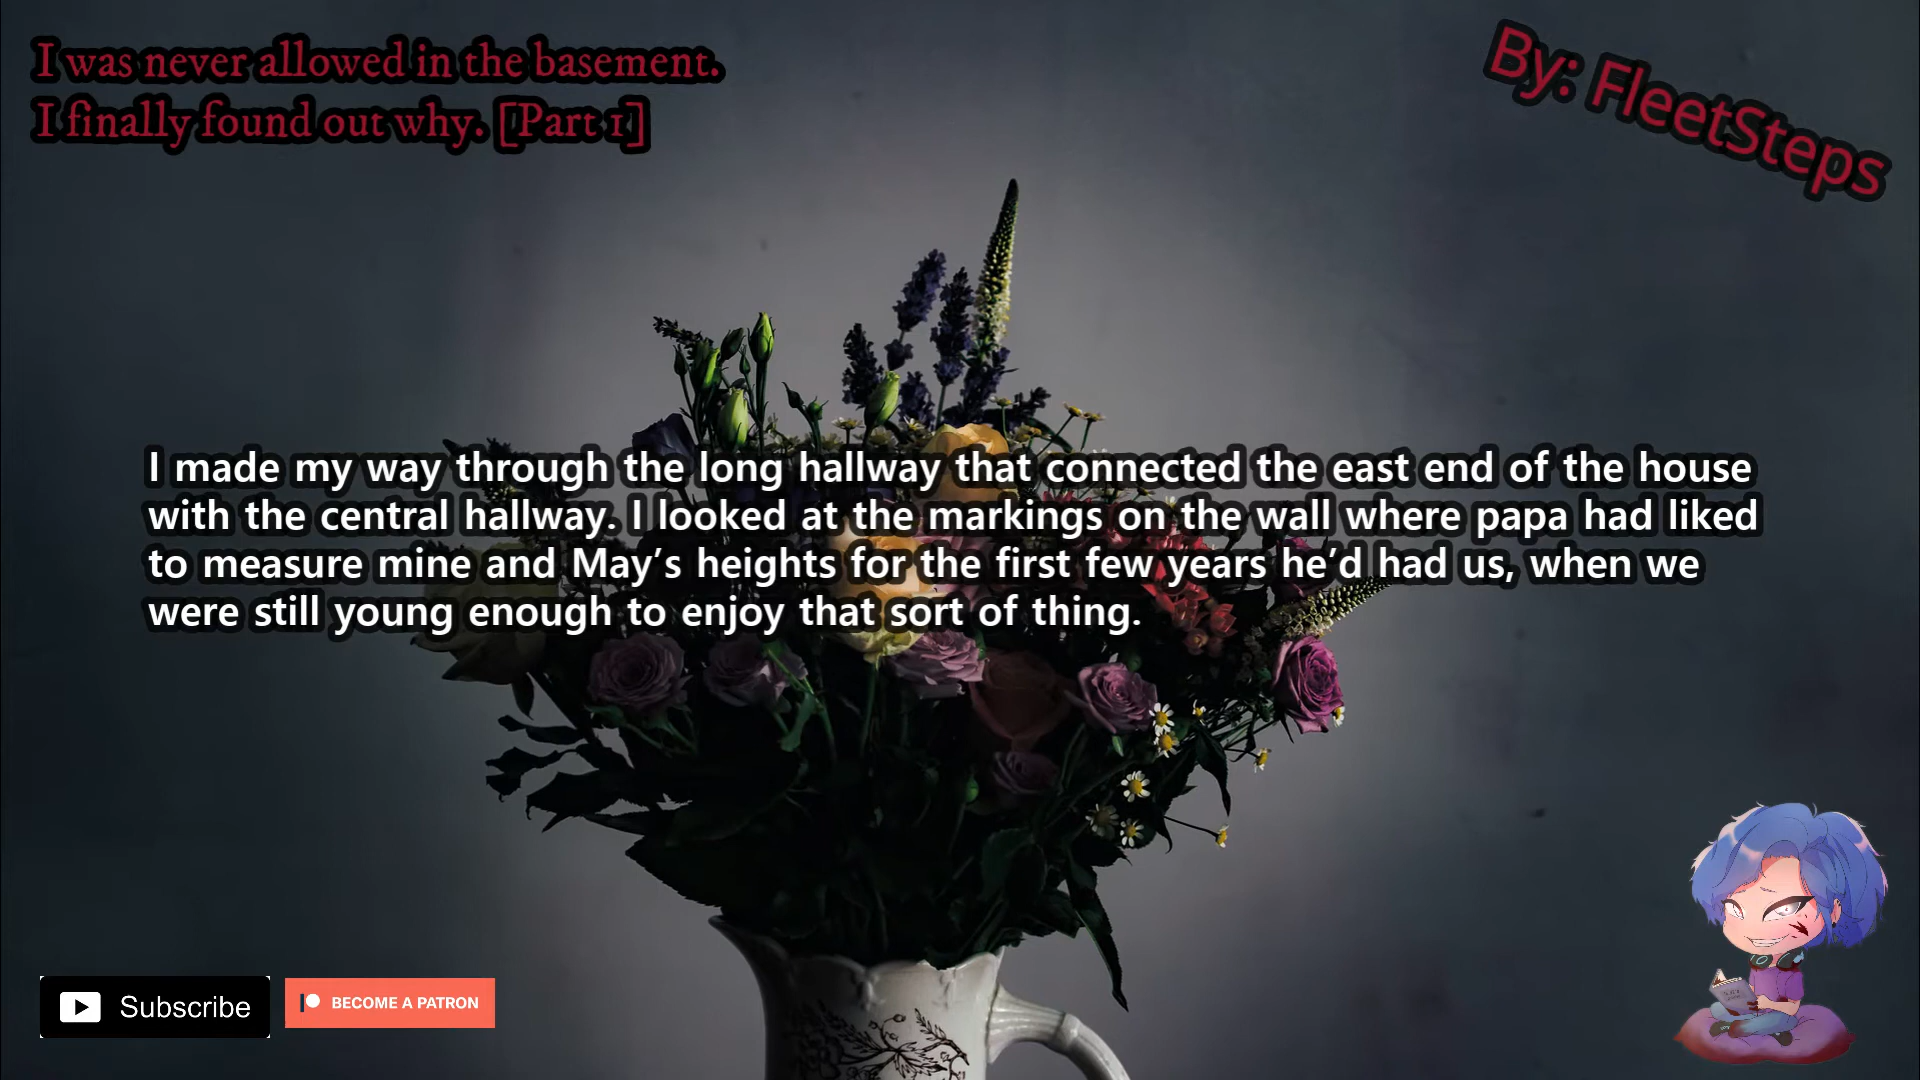 I was never allowed in the basement.
I finally found out why. [Part 1]
By: FleetSteps
I made my way through the long hallway that connected the east end of the house
with the central hallway. I looked at the markings on the wall where papa had liked
to measure mine and May’s heights for the first few years he’d had us, when we
were still young enough to enjoy that sort of thing.
Subscribe
BECOME A PATRON